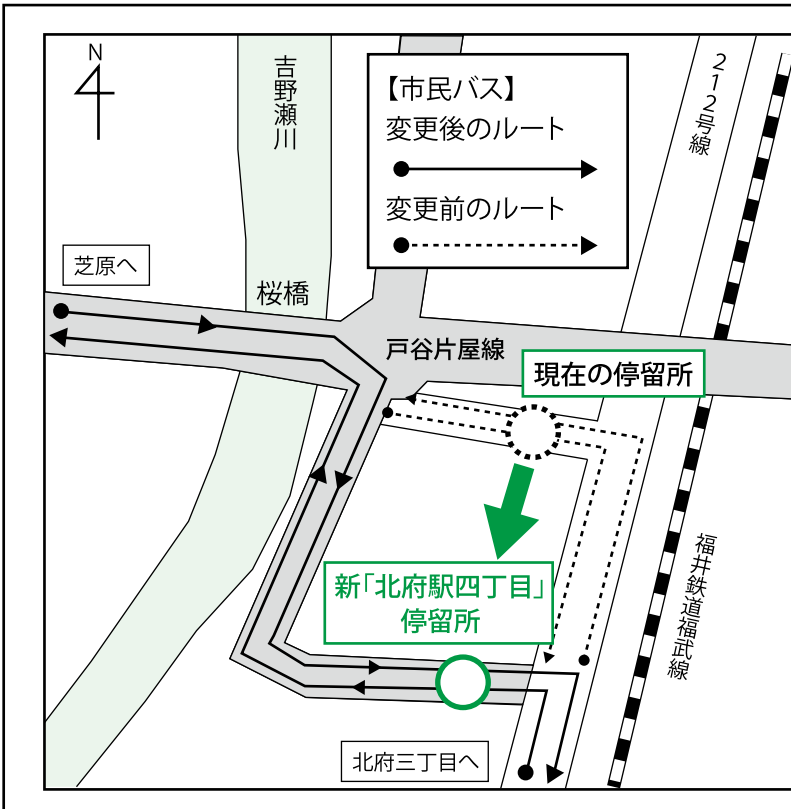 N
吉野瀬川
【市民バス】
変更後のルート
変更前のルート
212号線
芝原へ
桜橋
戸谷片屋線
現在の停留所
新「北府駅四丁目」
停留所
福井鉄道福武線
北府三丁目へ